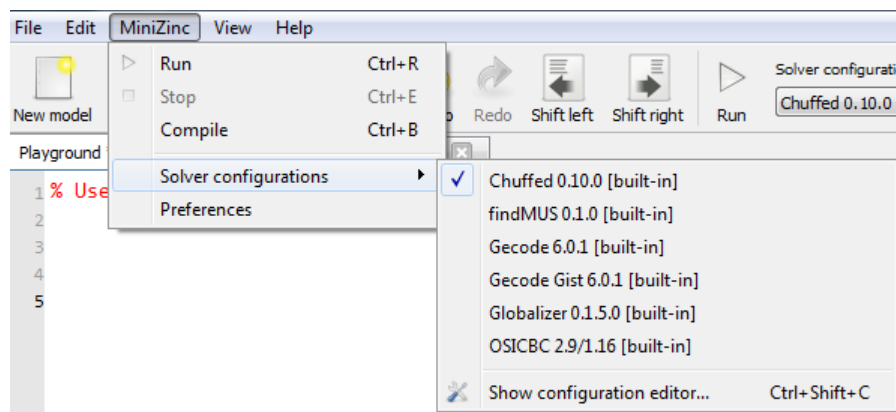 File Edit MiniZinc View Help
Run Ctrl+R
Stop Ctrl+E
Compile Ctrl+B
Solver configurations
Preferences
New model
Redo Shift left Shift right Run
Solver configurati
Chuffed 0.10.0
Playground
1 % Use
2
3
4
5
Chuffed 0.10.0 [built-in]
findMUS 0.1.0 [built-in]
Gecode 6.0.1 [built-in]
Gecode Gist 6.0.1 [built-in]
Globalizer 0.1.5.0 [built-in]
OSICBC 2.9/1.16 [built-in]
Show configuration editor... Ctrl+Shift+C